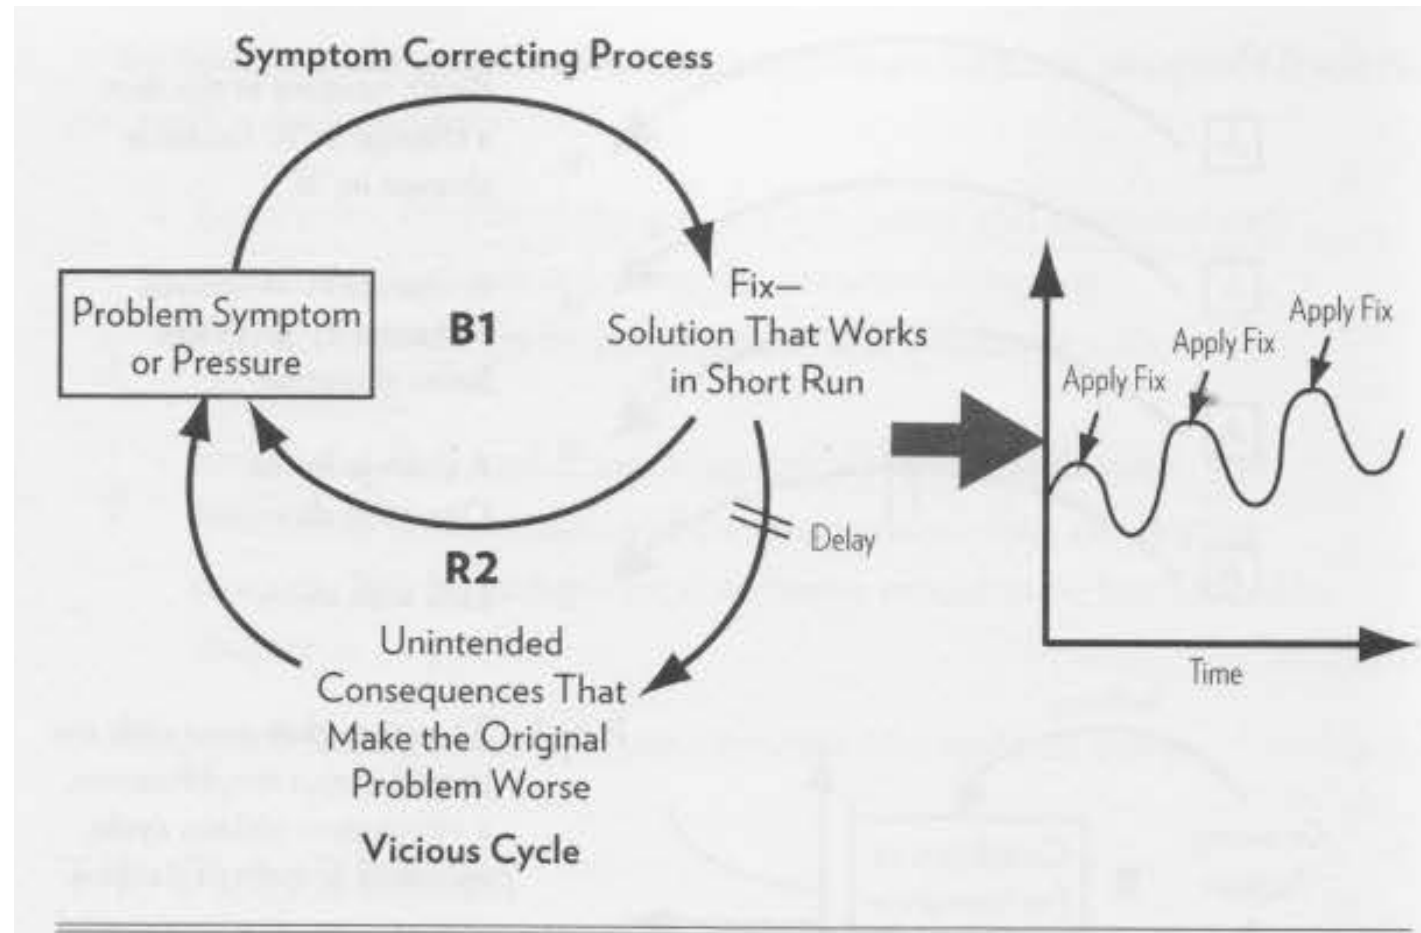 Symptom Correcting Process
Problem Symptom
or Pressure
B1
Fix—
Solution That Works
in Short Run
Delay
R2
Unintended
Consequences That
Make the Original
Problem Worse
Vicious Cycle
Apply Fix
Apply Fix
Apply Fix
Time